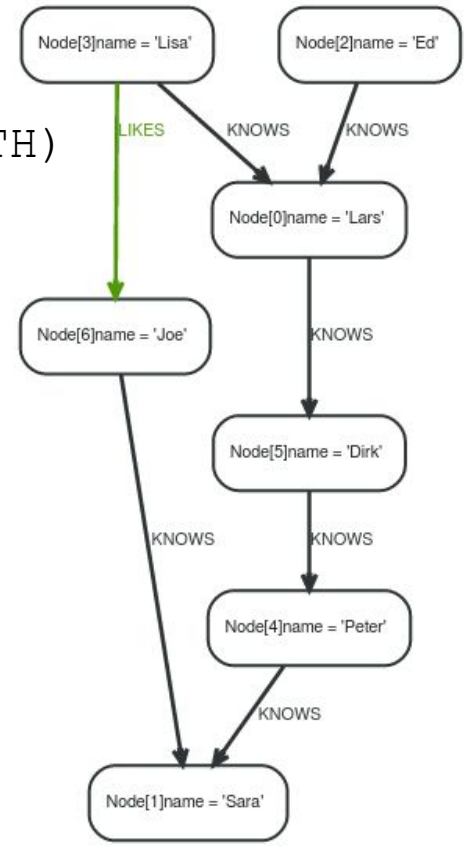 Node[3]name = 'Lisa'
Node[2]name = 'Ed'
TH)
LIKES
KNOWS
KNOWS
Node[0]name = 'Lars'
Node[6]name = 'Joe'
KNOWS
Node[5]name = 'Dirk'
KNOWS
KNOWS
Node[4]name = 'Peter'
KNOWS
Node[1]name = 'Sara'